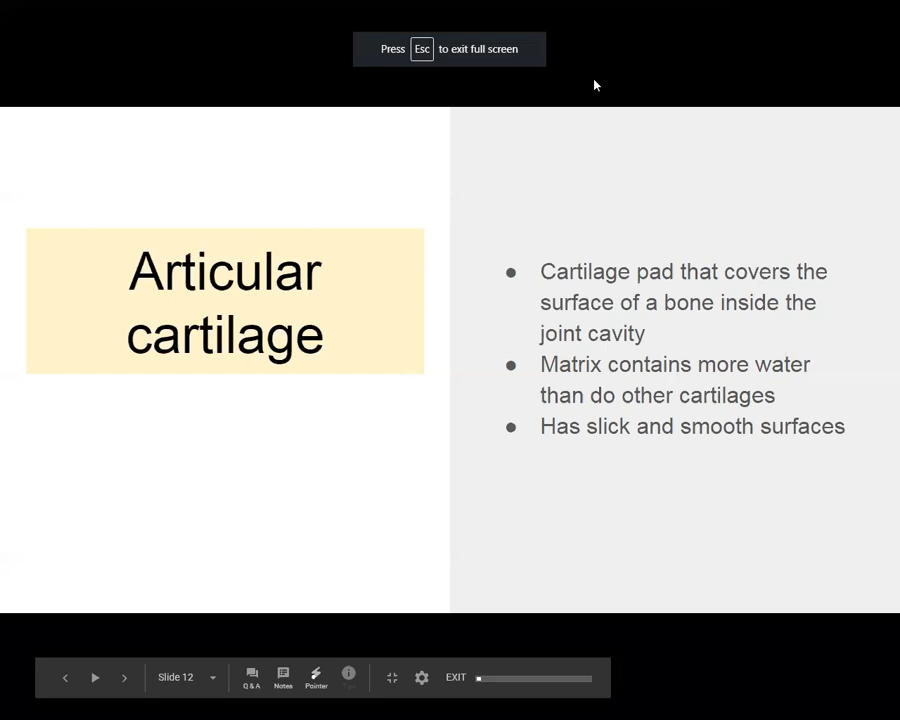 Press Esc to exit full screen
Articular
cartilage
● Cartilage pad that covers the
surface of a bone inside the
joint cavity
● Matrix contains more water
than do other cartilages
● Has slick and smooth surfaces
Slide 12
Q & A
Notes
Pointer
EXIT